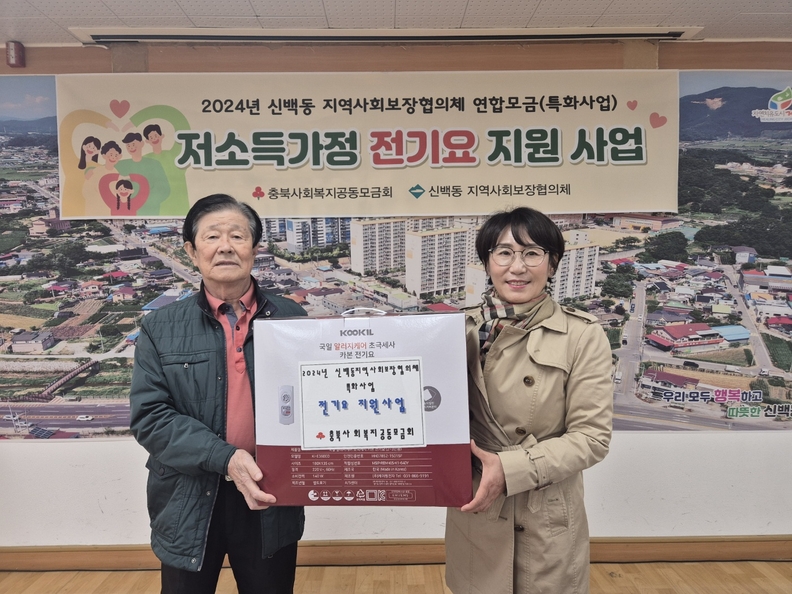 2024년 신백동 지역사회보장협의체 연합모금(특화사업)
저소득가정 전기요 지원 사업
충북사회복지공동모금회 신백동 지역사회보장협의체
KOOKIL
국일 알러지케어 초극세사
카본 전기요
2024년 신백동지역사회보장협의체
특화사업
전기요 지원사업
충북사회복지공동모금회
우리 모두 행복하고
따뜻한 신백